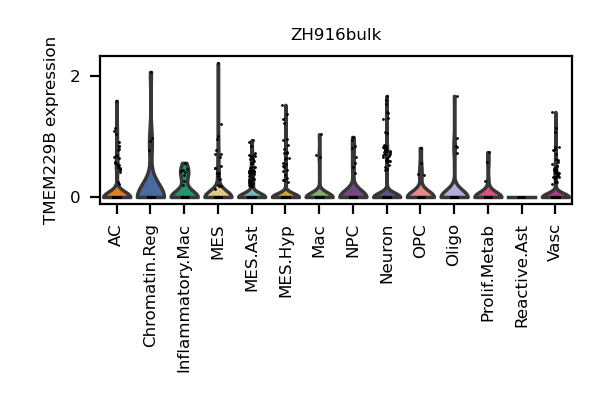 ZH916bulk
TMEM229B expression
2
0
AC
Chromatin.Reg
Inflammatory.Mac
MES
MES.Ast
MES.Hyp
Mac
NPC
Neuron
OPC
Oligo
Prolif.Metab
Reactive.Ast
Vasc